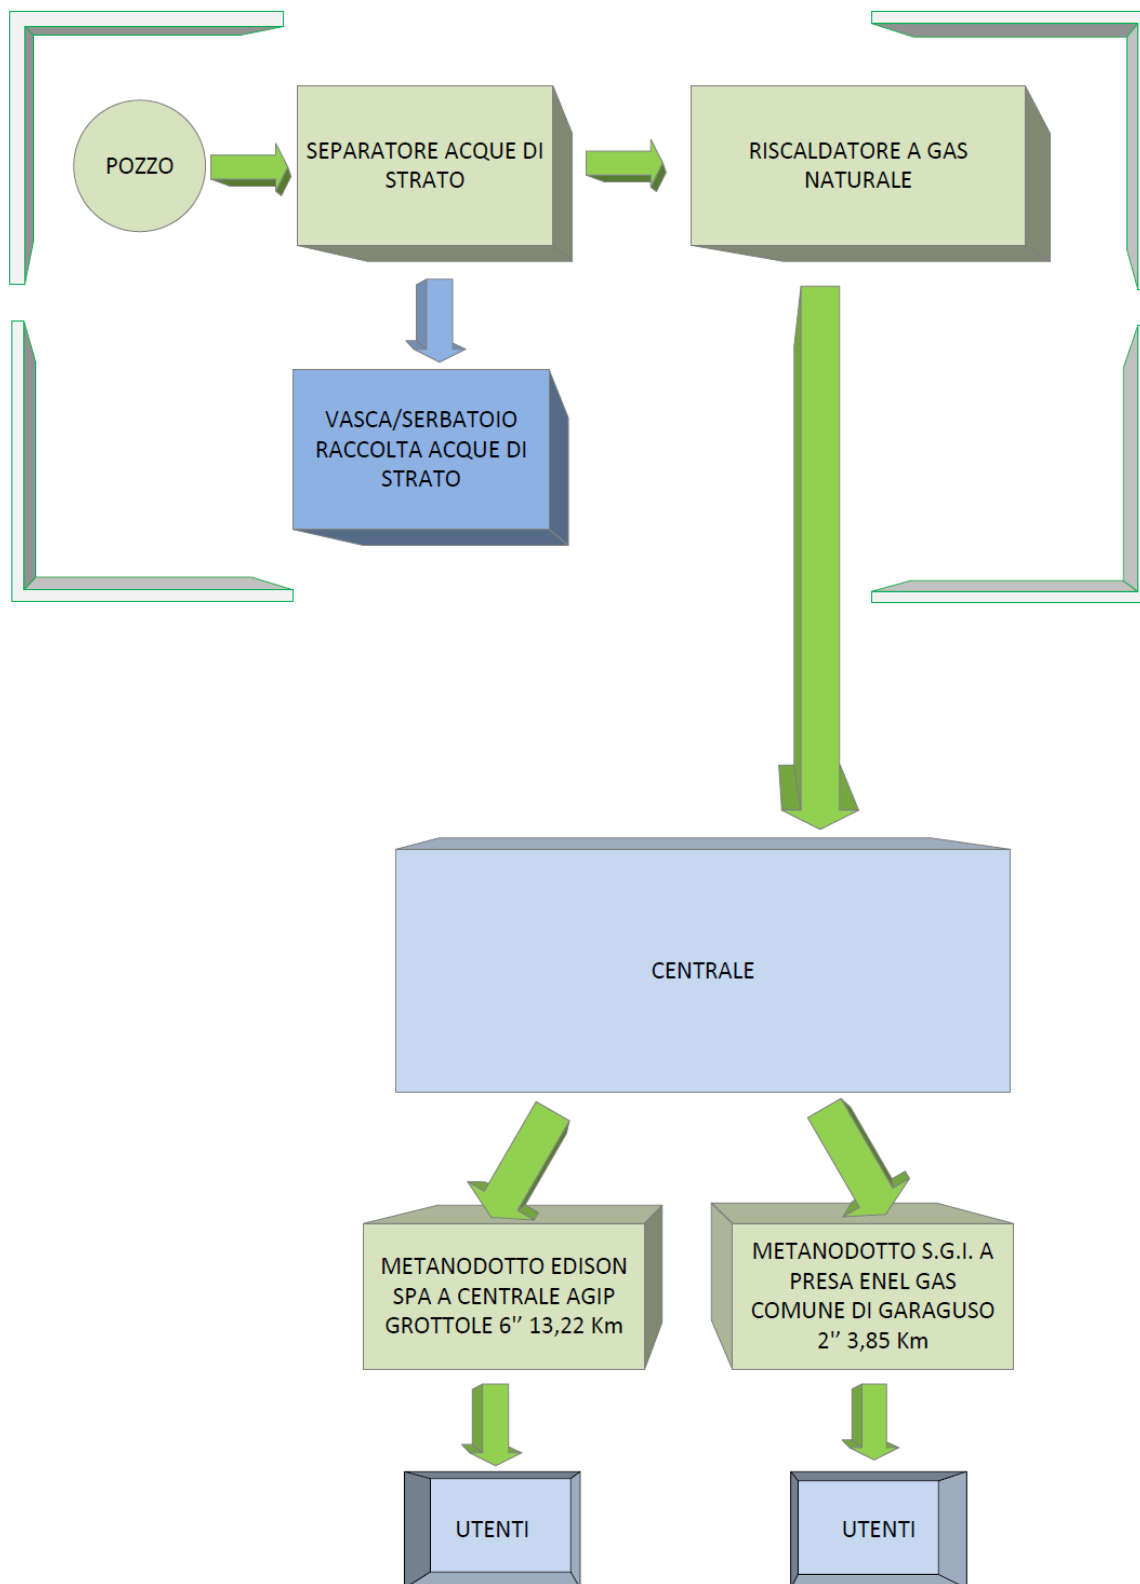 POZZO
SEPARATORE ACQUE DI
STRATO
RISCALDATORE A GAS
NATURALE
VASCA/SERBATOIO
RACCOLTA ACQUE DI
STRATO
CENTRALE
METANODOTTO EDISON
SPA A CENTRALE AGIP
GROTTOLE 6'' 13,22 Km
METANODOTTO S.G.I. A
PRESA ENEL GAS
COMUNE DI GARAGUSO
2'' 3,85 Km
UTENTI
UTENTI